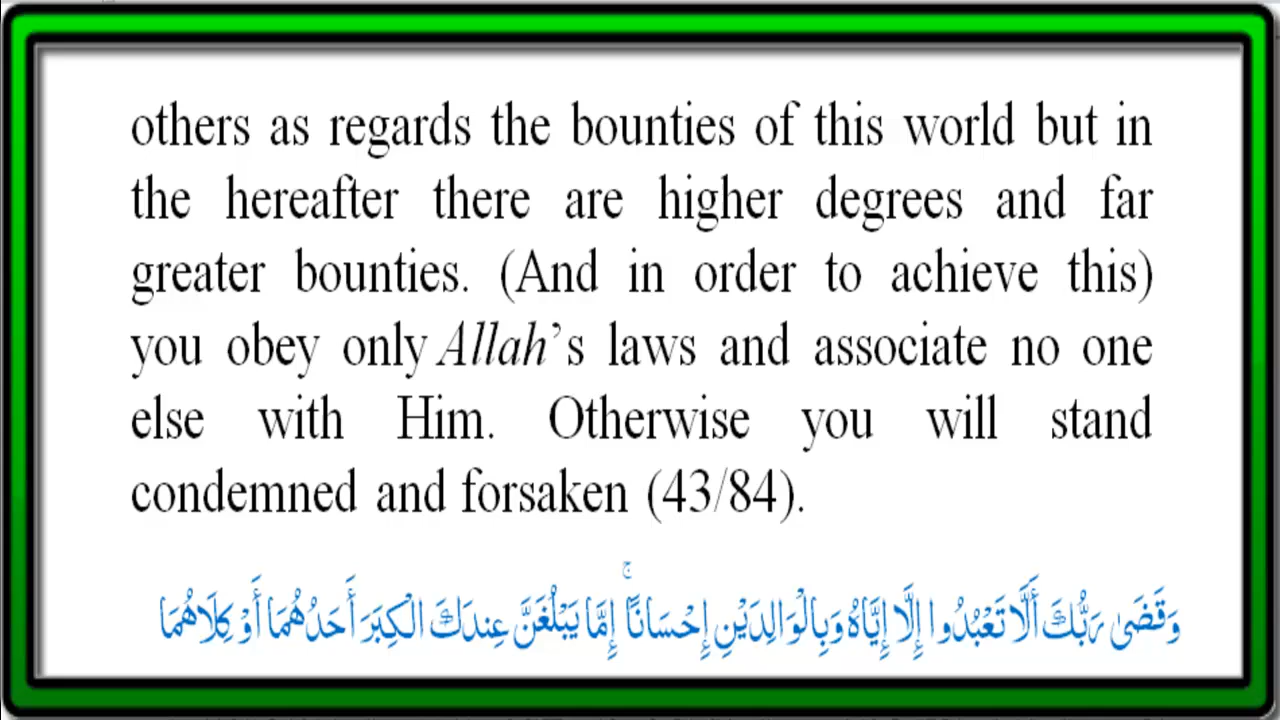 others as regards the bounties of this world but in
the hereafter there are higher degrees and far
greater bounties. (And in order to achieve this)
you obey only Allah’s laws and associate no one
else with Him. Otherwise you will stand
condemned and forsaken (43/84).
وَقَضَىٰ رَبُّكَ أَلَّا تَعْبُدُوا إِلَّا إِيَّاهُ وَبِالْوَالِدَيْنِ إِحْسَانًا ۚ إِمَّا يَبْلُغَنَّ عِندَكَ الْكِبَرَ أَحَدُهُمَا أَوْ كِلَاهُمَا